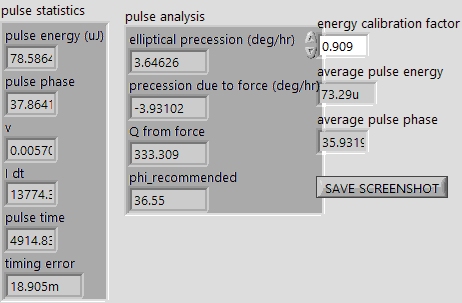 pulse statistics
pulse energy (uJ)
78.5864
pulse phase
37.8641
v
0.00570
I dt
13774.3
pulse time
4914.83
timing error
18.905m
pulse analysis
elliptical precession (deg/hr)
3.64626
precession due to force (deg/hr)
-3.93102
Q from force
333.309
phi_recommended
36.55
energy calibration factor
0.909
average pulse energy
73.29u
average pulse phase
35.9319
SAVE SCREENSHOT